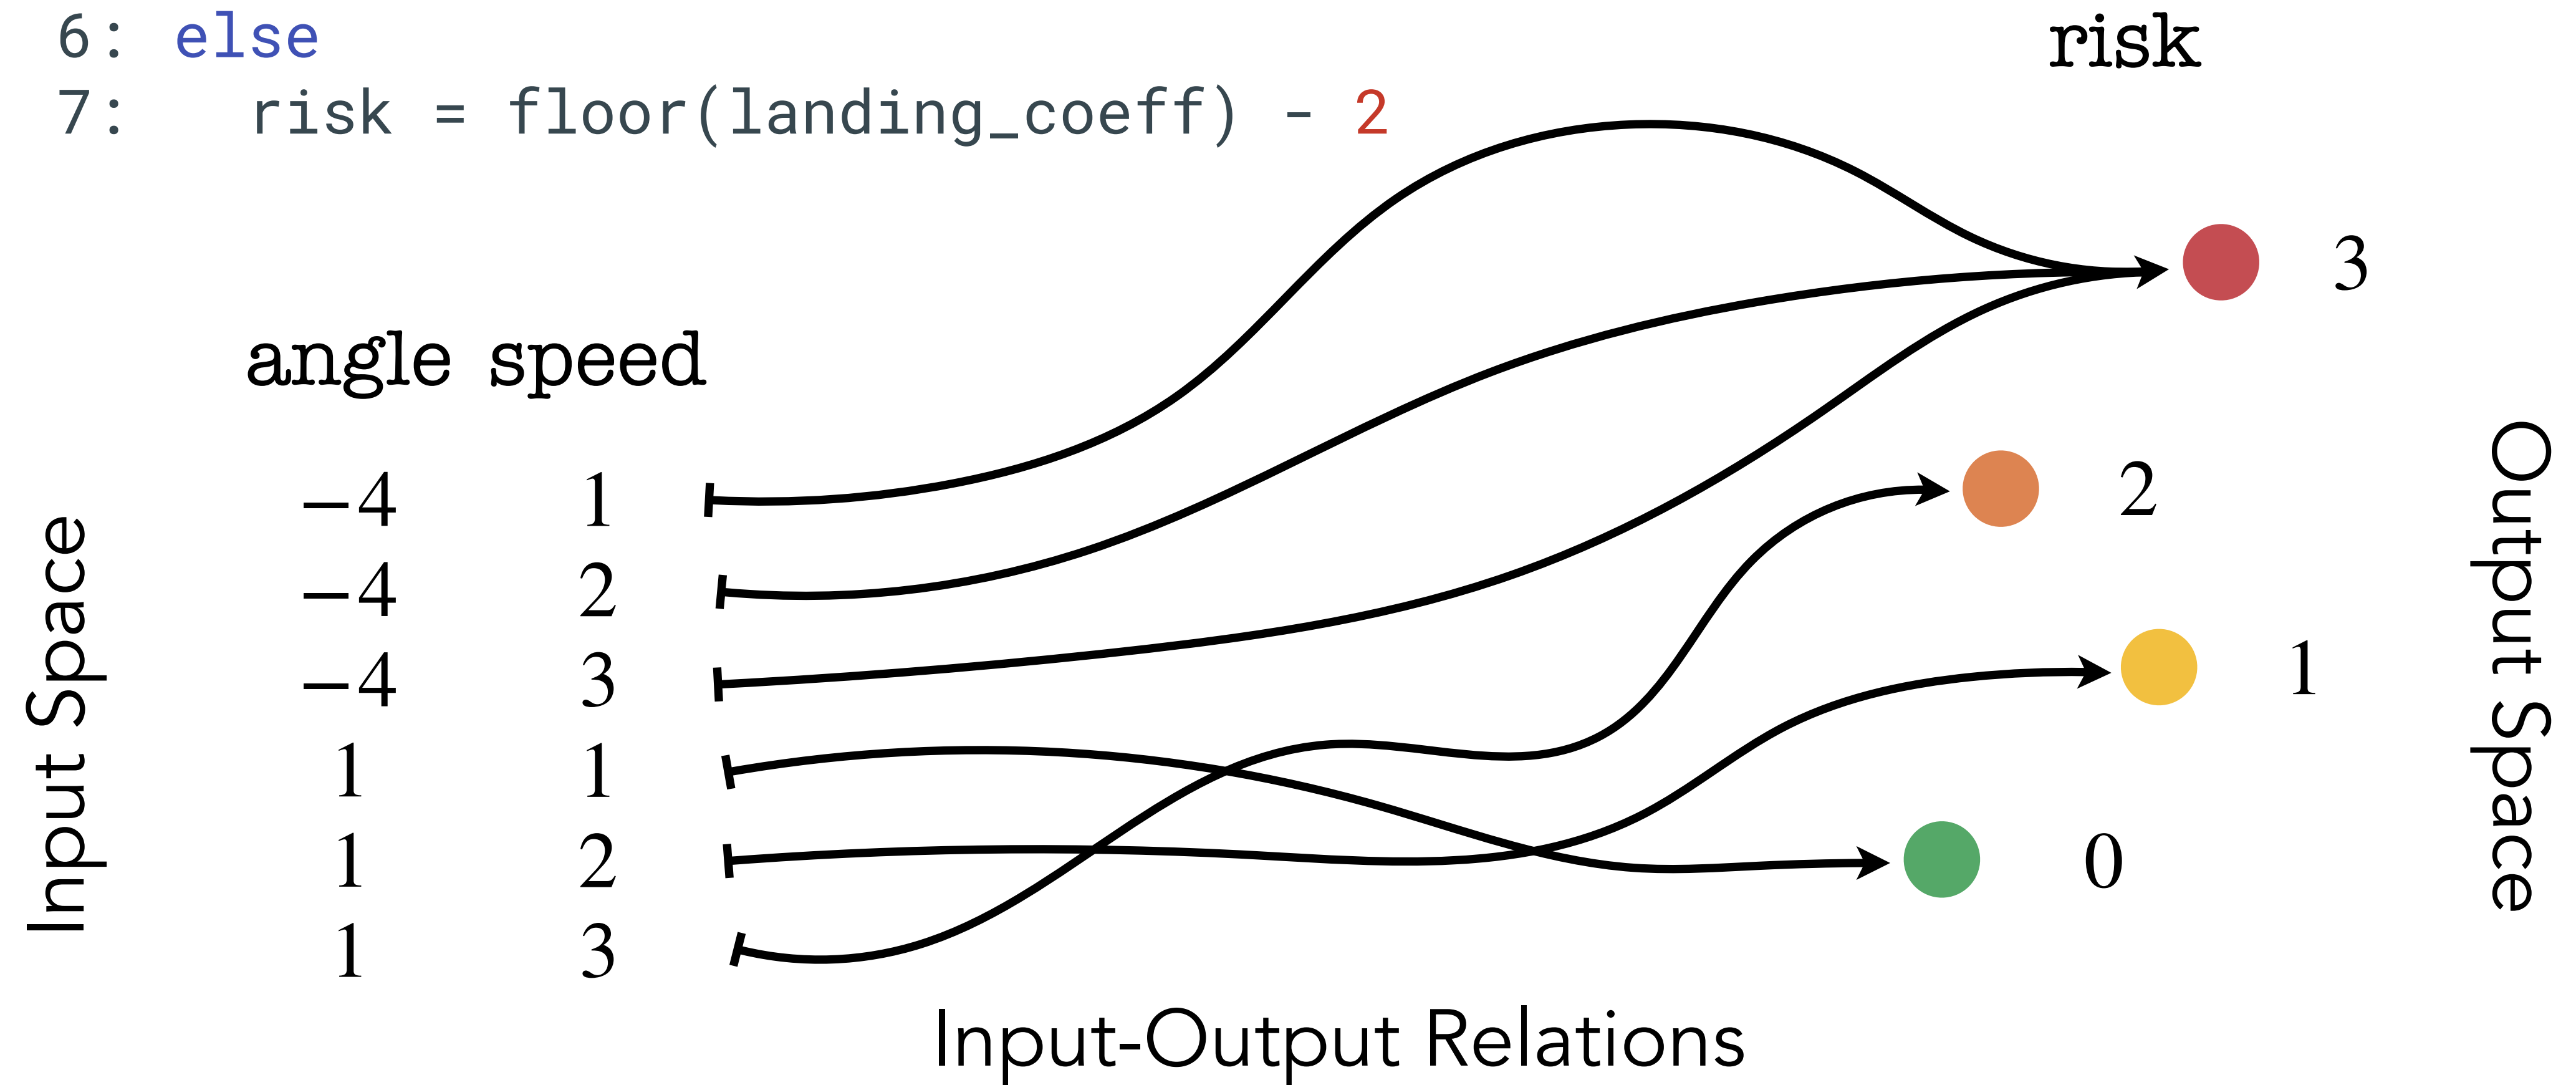 6: else
7: risk = floor(landing_coeff) - 2
risk
3
angle speed
−4 1
−4 2
−4 3
1 1
1 2
1 3
2
1
0
Input Space
Output Space
Input-Output Relations